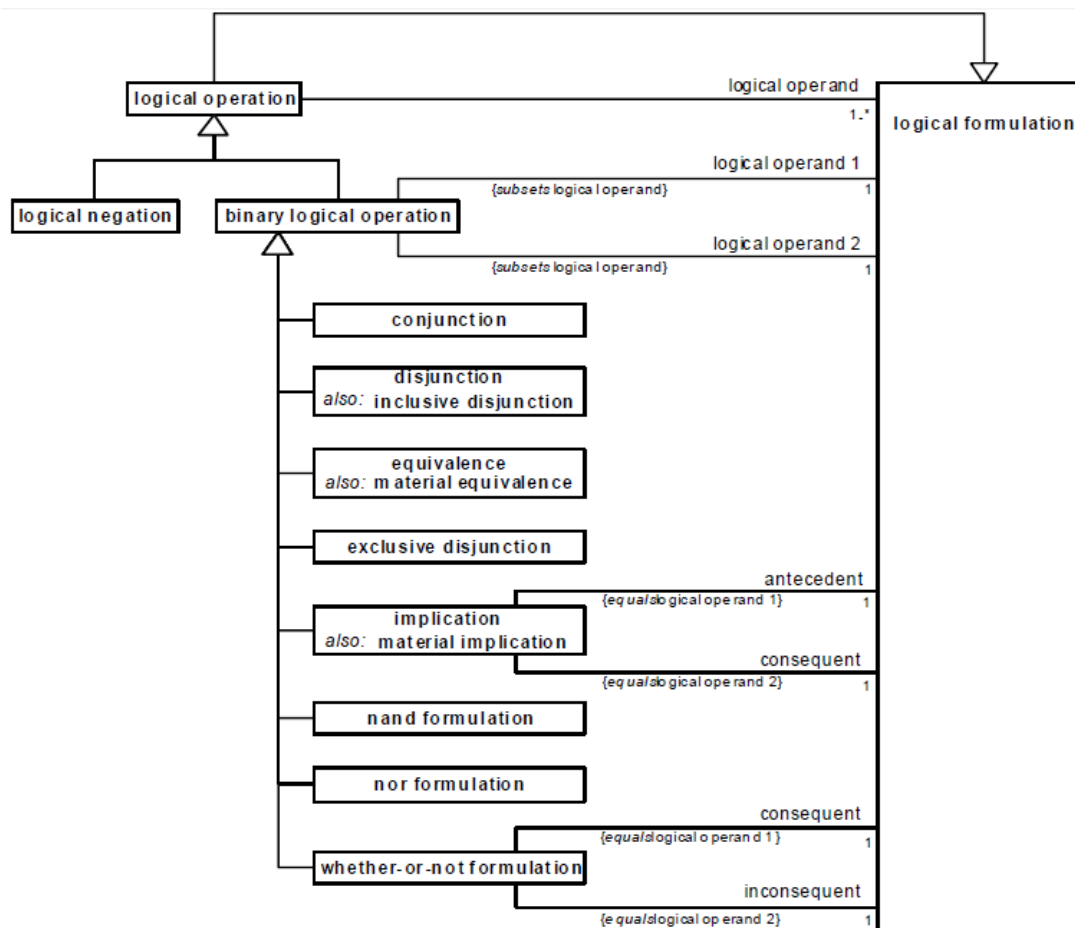 logical operand
logical operation
1..*
logical formulation
logical operand 1
{subsets logical operand}
1
logical negation
binary logical operation
logical operand 2
{subsets logical operand}
1
conjunction
disjunction
also: inclusive disjunction
equivalence
also: material equivalence
exclusive disjunction
antecedent
{equals logical operand 1}
1
implication
also: material implication
consequent
{equals logical operand 2}
1
nand formulation
nor formulation
consequent
{equals logical operand 1}
1
whether-or-not formulation
inconsequent
{equals logical operand 2}
1